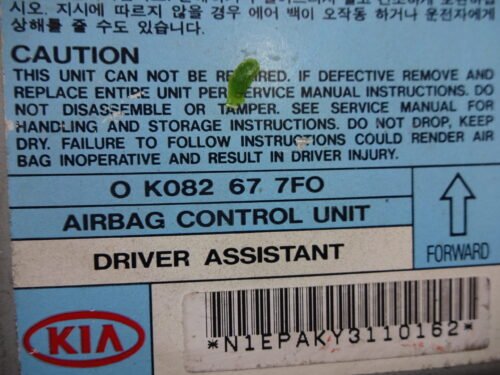 시지. 지시에 따르지 않을 경우 에어 백이 오작동 하거나 운전자에게
상해를 줄 수도 있습니다.
CAUTION
THIS UNIT CAN NOT BE REPAIRED. IF DEFECTIVE REMOVE AND
REPLACE ENTIRE UNIT PER SERVICE MANUAL INSTRUCTIONS. DO
NOT DISASSEMBLE OR TAMPER. SEE SERVICE MANUAL FOR
HANDLING AND STORAGE INSTRUCTIONS. DO NOT DROP, KEEP
DRY. FAILURE TO FOLLOW INSTRUCTIONS COULD RENDER AIR
BAG INOPERATIVE AND RESULT IN DRIVER INJURY.
O K082 67 7FO
AIRBAG CONTROL UNIT
DRIVER ASSISTANT
FORWARD
KIA
*N1EPAKY3110162*